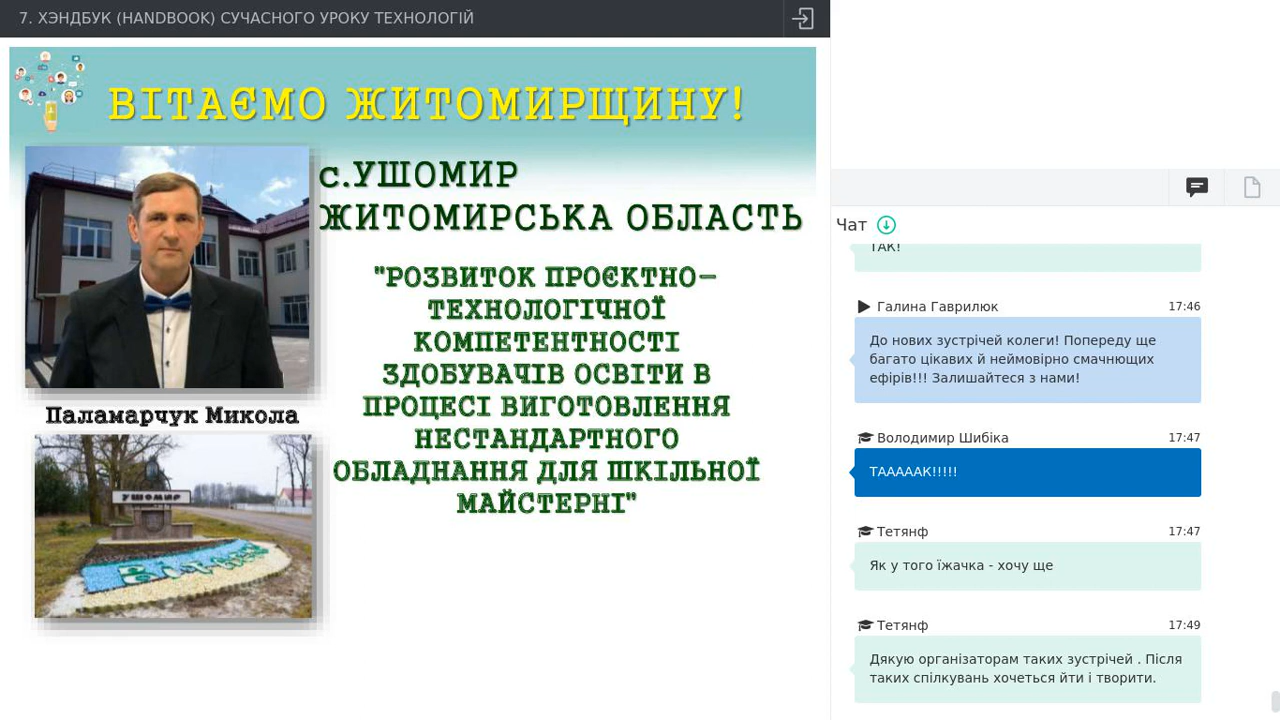 7. ХЭНДБУК (HANDBOOK) СУЧАСНОГО УРОКУ ТЕХНОЛОГІЙ
ВІТАЄМО ЖИТОМИРЩИНУ!
с.УШОМИР
ЖИТОМИРСЬКА ОБЛАСТЬ
"РОЗВИТОК ПРОЄКТНО-
ТЕХНОЛОГІЧНОЇ
КОМПЕТЕНТНОСТІ
ЗДОБУВАЧІВ ОСВІТИ В
ПРОЦЕСІ ВИГОТОВЛЕННЯ
НЕСТАНДАРТНОГО
ОБЛАДНАННЯ ДЛЯ ШКІЛЬНОЇ
МАЙСТЕРНІ"
Паламарчук Микола
УШОМИР
Чат
ТАК!
Галина Гаврилюк 17:46
До нових зустрічей колеги! Попереду ще
багато цікавих й неймовірно смачнющих
ефірів!!! Залишайтеся з нами!
Володимир Шибіка 17:47
ТАААААК!!!!!
Тетянф 17:47
Як у того їжачка - хочу ще
Тетянф 17:49
Дякую організаторам таких зустрічей . Після
таких спілкувань хочеться йти і творити.